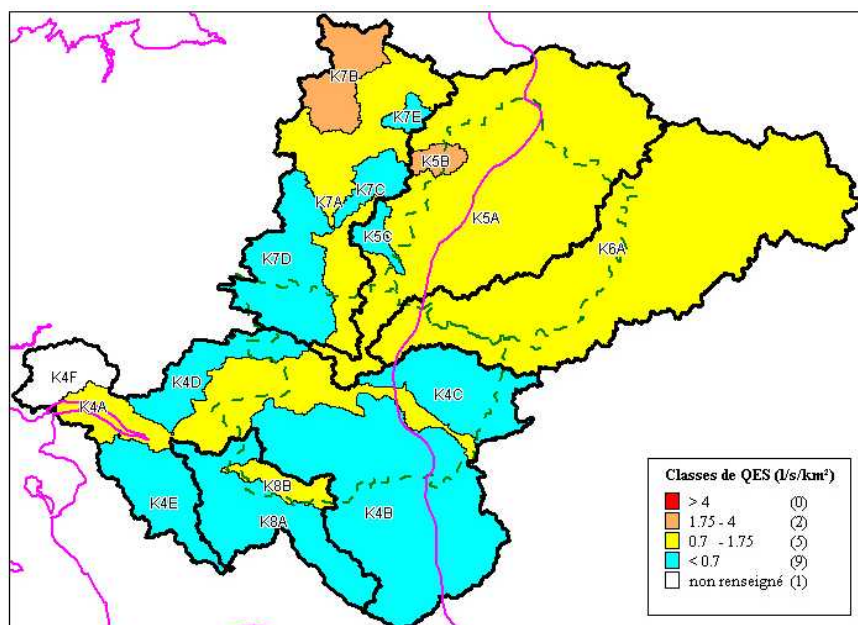 K7B
K7E
K5B
K7C
K7A
K5C
K5A
K7D
K6A
K4F
K4D
K4C
K4A
K8B
K4E
K4B
K8A
Classes de QES (l/s/km²)
> 4 (0)
1.75 - 4 (2)
0.7 - 1.75 (5)
< 0.7 (9)
non renseigné (1)